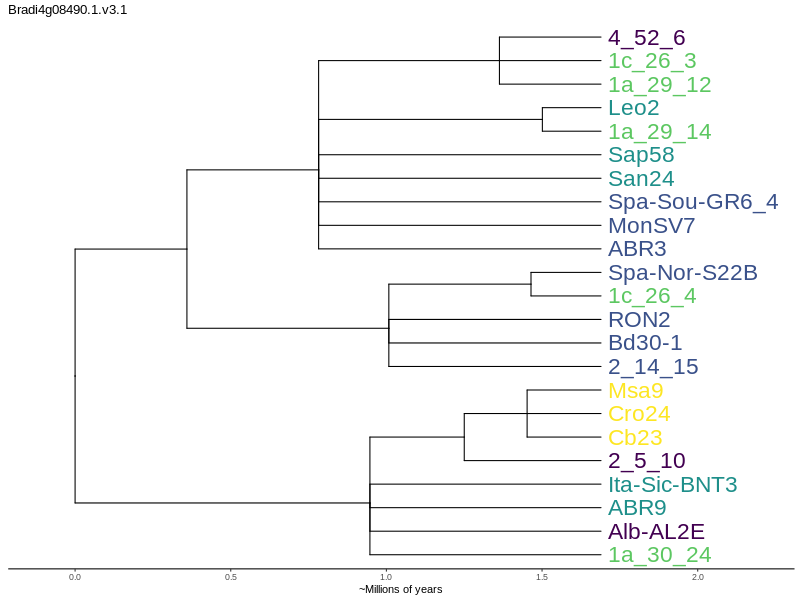 Bradi4g08490.1.v3.1
4_52_6
1c_26_3
1a_29_12
Leo2
1a_29_14
Sap58
San24
Spa-Sou-GR6_4
MonSV7
ABR3
Spa-Nor-S22B
1c_26_4
RON2
Bd30-1
2_14_15
Msa9
Cro24
Cb23
2_5_10
Ita-Sic-BNT3
ABR9
Alb-AL2E
1a_30_24
0.0 0.5 1.0 1.5 2.0
~Millions of years